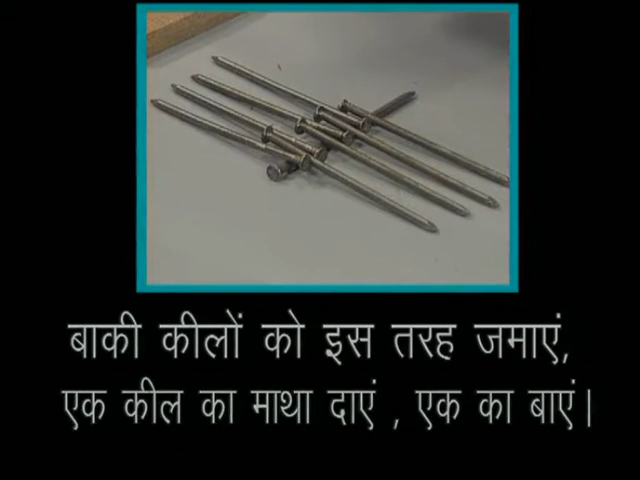 बाकी कीलों को इस तरह जमाएं,
एक कील का माथा दाएं , एक का बाएं।